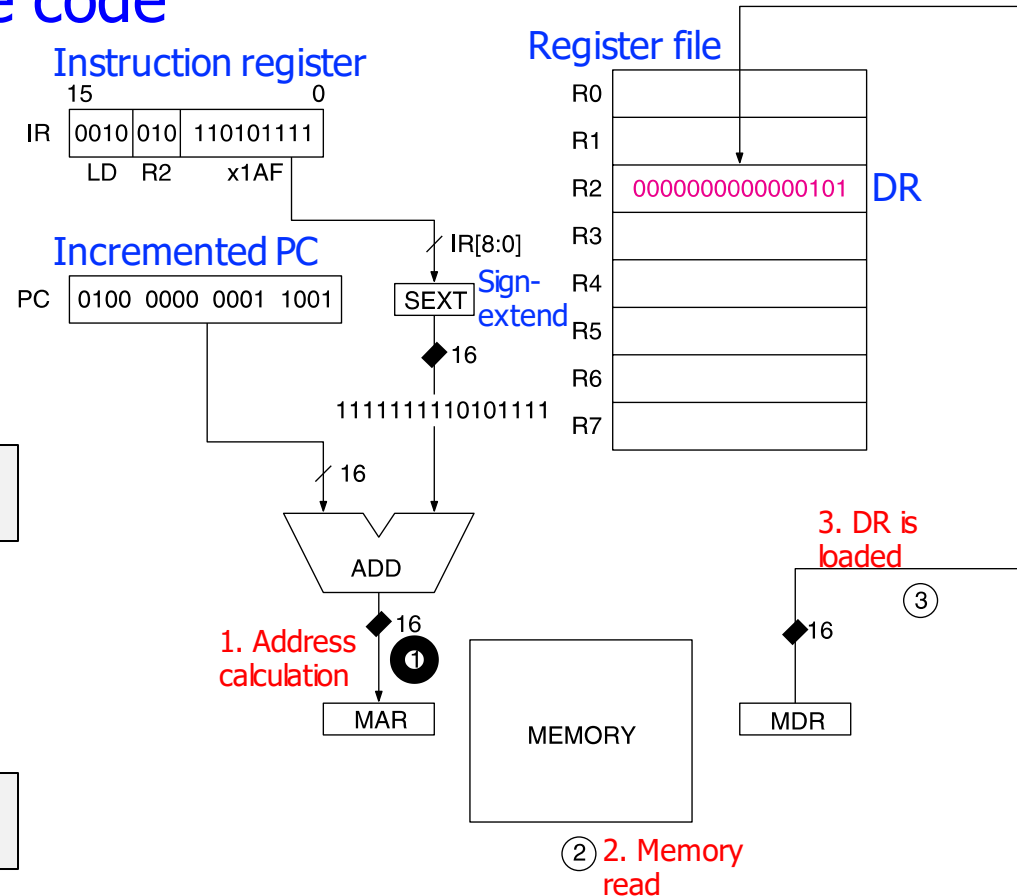 e code
Instruction register
15 0
IR 0010 010 110101111
LD R2 x1AF
IR[8:0]
Incremented PC
PC 0100 0000 0001 1001
SEXT
Sign-
extend
16
1111111110101111
16
ADD
16
1. Address
calculation
1
MAR
Register file
R0
R1
R2 0000000000000101 DR
R3
R4
R5
R6
R7
3. DR is
loaded
3
16
MDR
MEMORY
2 2. Memory
read